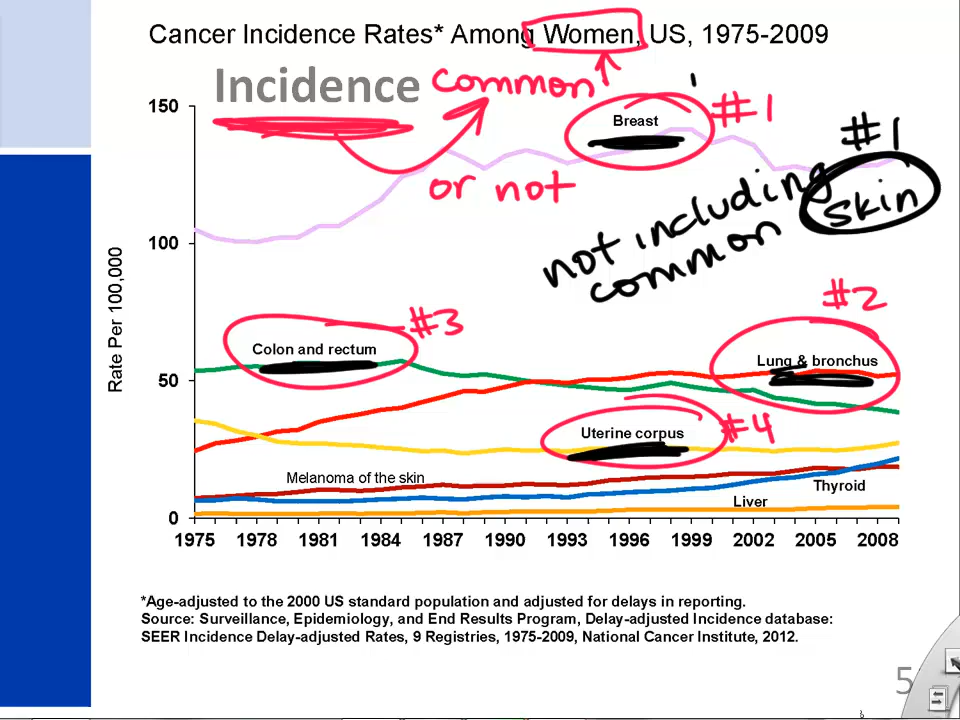 Cancer Incidence Rates* Among Women, US, 1975-2009
Incidence
common
or not
150
100
50
0
Rate Per 100,000
Breast
#1
#1
skin
not including
common
#2
Lung & bronchus
#3
Colon and rectum
#4
Uterine corpus
Melanoma of the skin
Thyroid
Liver
1975 1978 1981 1984 1987 1990 1993 1996 1999 2002 2005 2008
*Age-adjusted to the 2000 US standard population and adjusted for delays in reporting.
Source: Surveillance, Epidemiology, and End Results Program, Delay-adjusted Incidence database:
SEER Incidence Delay-adjusted Rates, 9 Registries, 1975-2009, National Cancer Institute, 2012.